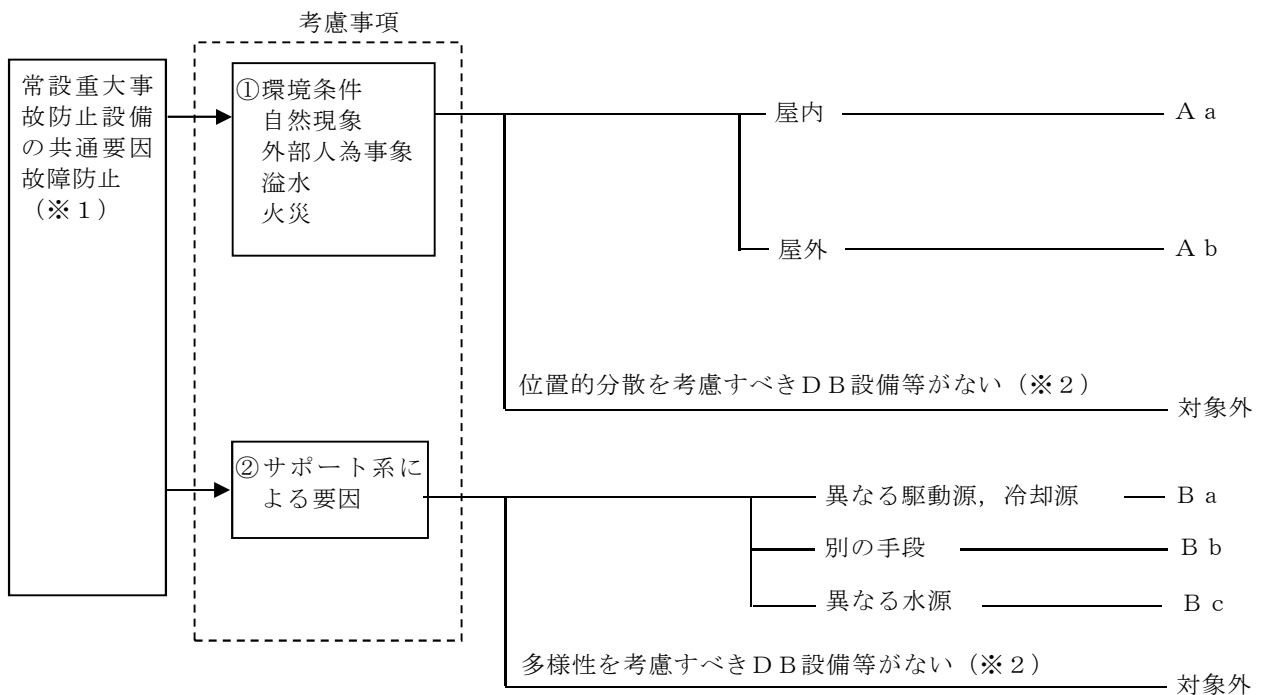 考慮事項
常設重大事
故防止設備
の共通要因
故障防止
（※１）
①環境条件
自然現象
外部人為事象
溢水
火災
屋内
Ａａ
屋外
Ａｂ
位置的分散を考慮すべきＤＢ設備等がない（※２）
対象外
②サポート系に
よる要因
異なる駆動源，冷却源
Ｂａ
別の手段
Ｂｂ
異なる水源
Ｂｃ
多様性を考慮すべきＤＢ設備等がない（※２）
対象外